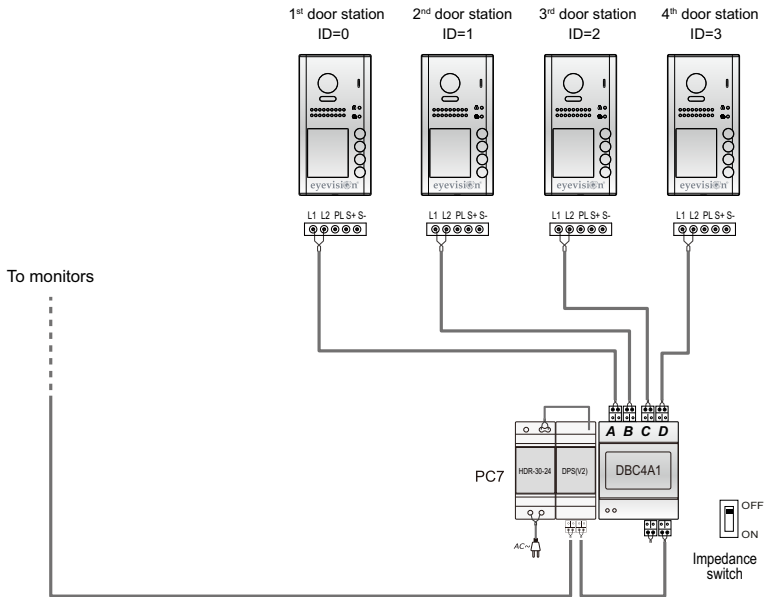 1st door station 2nd door station 3rd door station 4th door station
ID=0 ID=1 ID=2 ID=3
eyevision eyevision eyevision eyevision
L1 L2 PL S+ S- L1 L2 PL S+ S- L1 L2 PL S+ S- L1 L2 PL S+ S-
To monitors
A B C D
PC7 HDR-30-24 DPS(V2) DBC4A1
OFF
ON
AC~
Impedance
switch